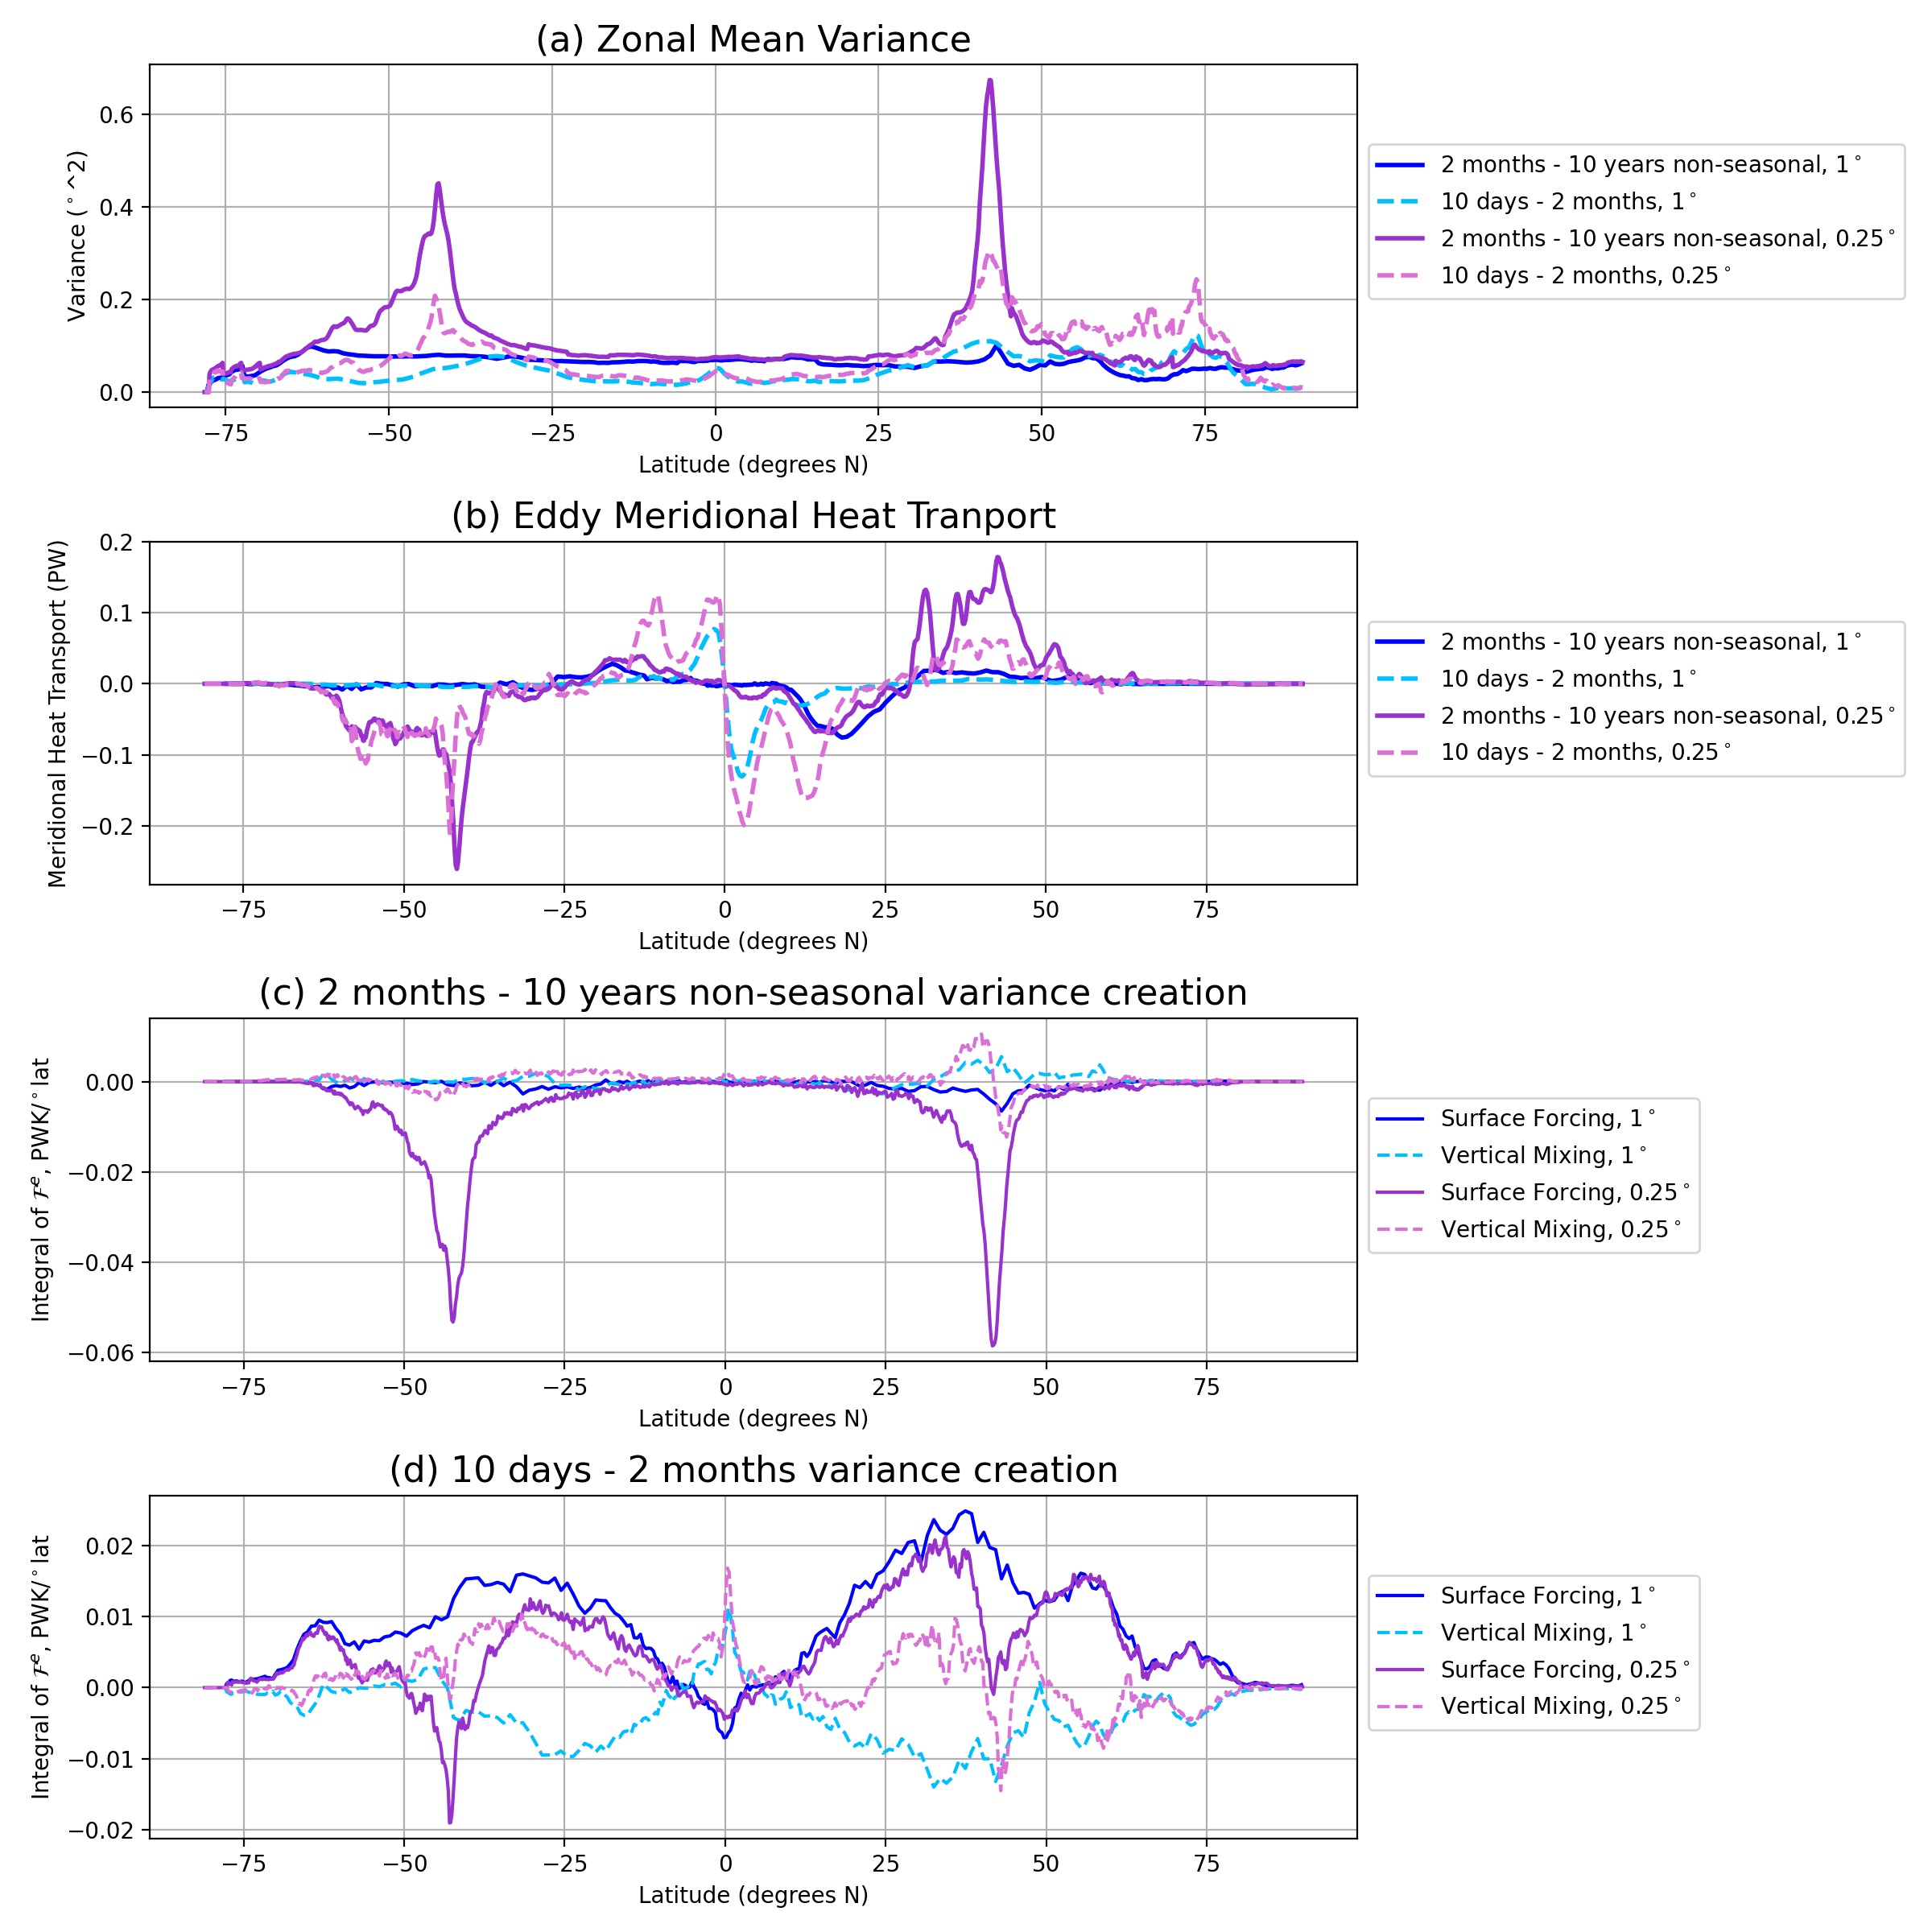 (a) Zonal Mean Variance
Variance (°^2)
0.6
0.4
0.2
0.0
−75 −50 −25 0 25 50 75
Latitude (degrees N)
2 months - 10 years non-seasonal, 1°
10 days - 2 months, 1°
2 months - 10 years non-seasonal, 0.25°
10 days - 2 months, 0.25°
(b) Eddy Meridional Heat Tranport
Meridional Heat Transport (PW)
0.2
0.1
0.0
−0.1
−0.2
−75 −50 −25 0 25 50 75
Latitude (degrees N)
2 months - 10 years non-seasonal, 1°
10 days - 2 months, 1°
2 months - 10 years non-seasonal, 0.25°
10 days - 2 months, 0.25°
(c) 2 months - 10 years non-seasonal variance creation
Integral of ℱᵉ, PWK/°lat
0.00
−0.02
−0.04
−0.06
−75 −50 −25 0 25 50 75
Latitude (degrees N)
Surface Forcing, 1°
Vertical Mixing, 1°
Surface Forcing, 0.25°
Vertical Mixing, 0.25°
(d) 10 days - 2 months variance creation
Integral of ℱᵉ, PWK/°lat
0.02
0.01
0.00
−0.01
−0.02
−75 −50 −25 0 25 50 75
Latitude (degrees N)
Surface Forcing, 1°
Vertical Mixing, 1°
Surface Forcing, 0.25°
Vertical Mixing, 0.25°